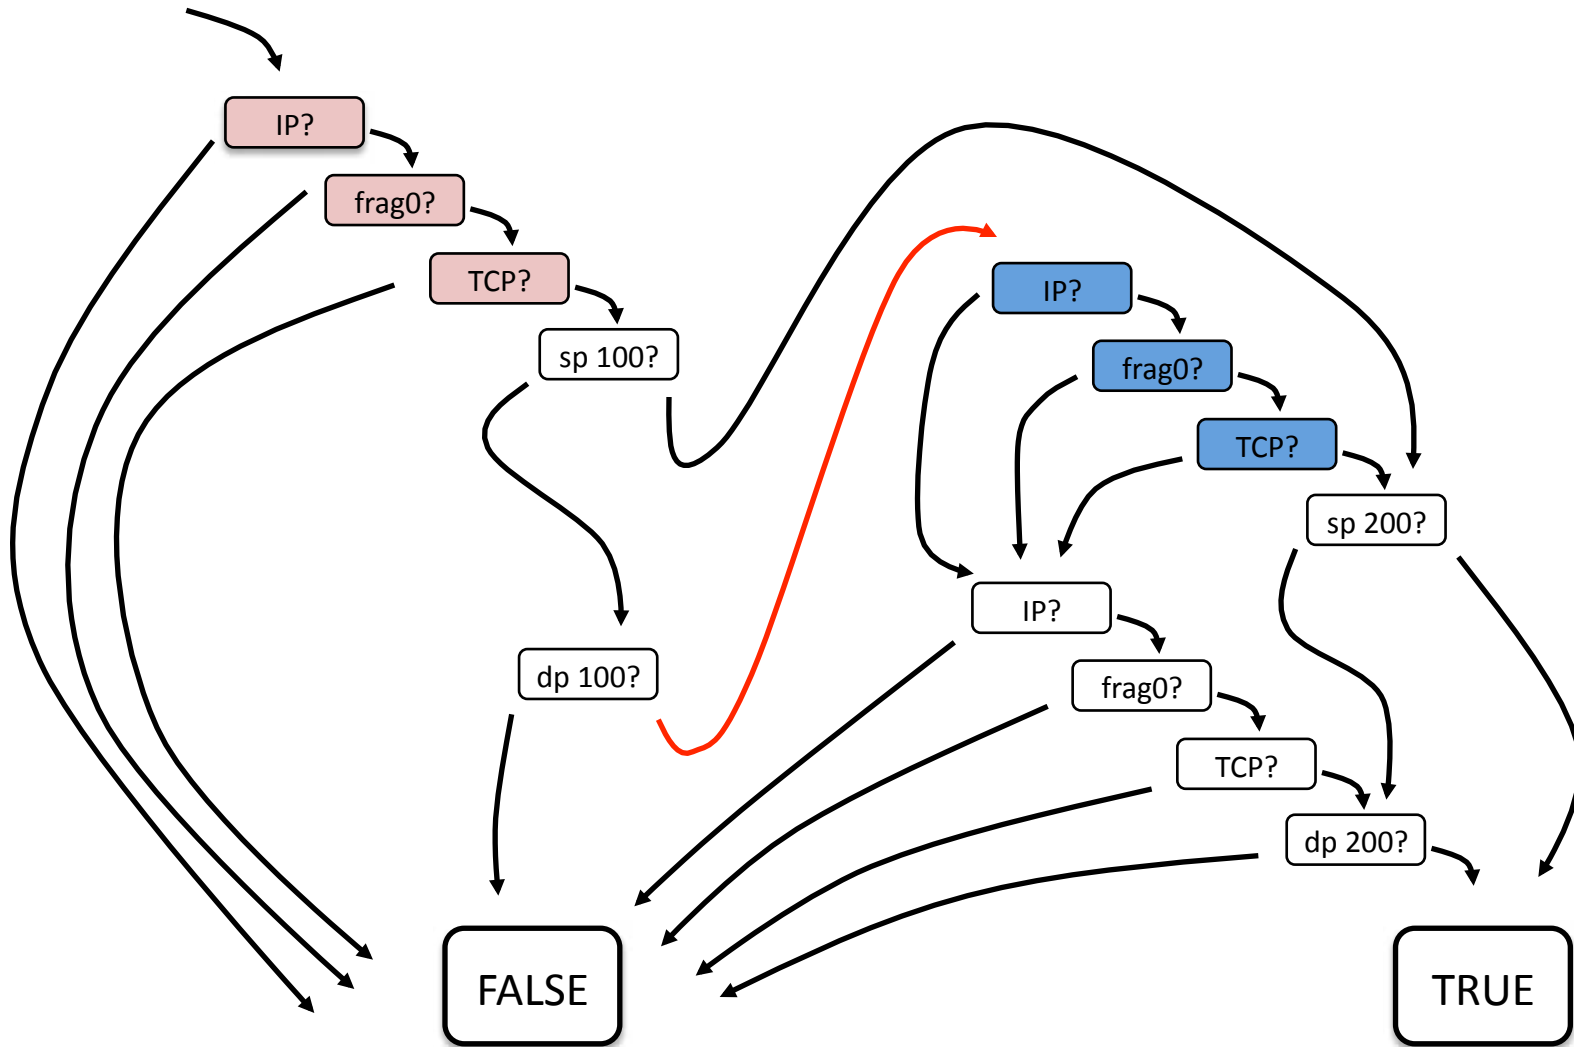 IP?
frag0?
TCP?
sp 100?
dp 100?
IP?
frag0?
TCP?
sp 200?
IP?
frag0?
TCP?
dp 200?
FALSE
TRUE